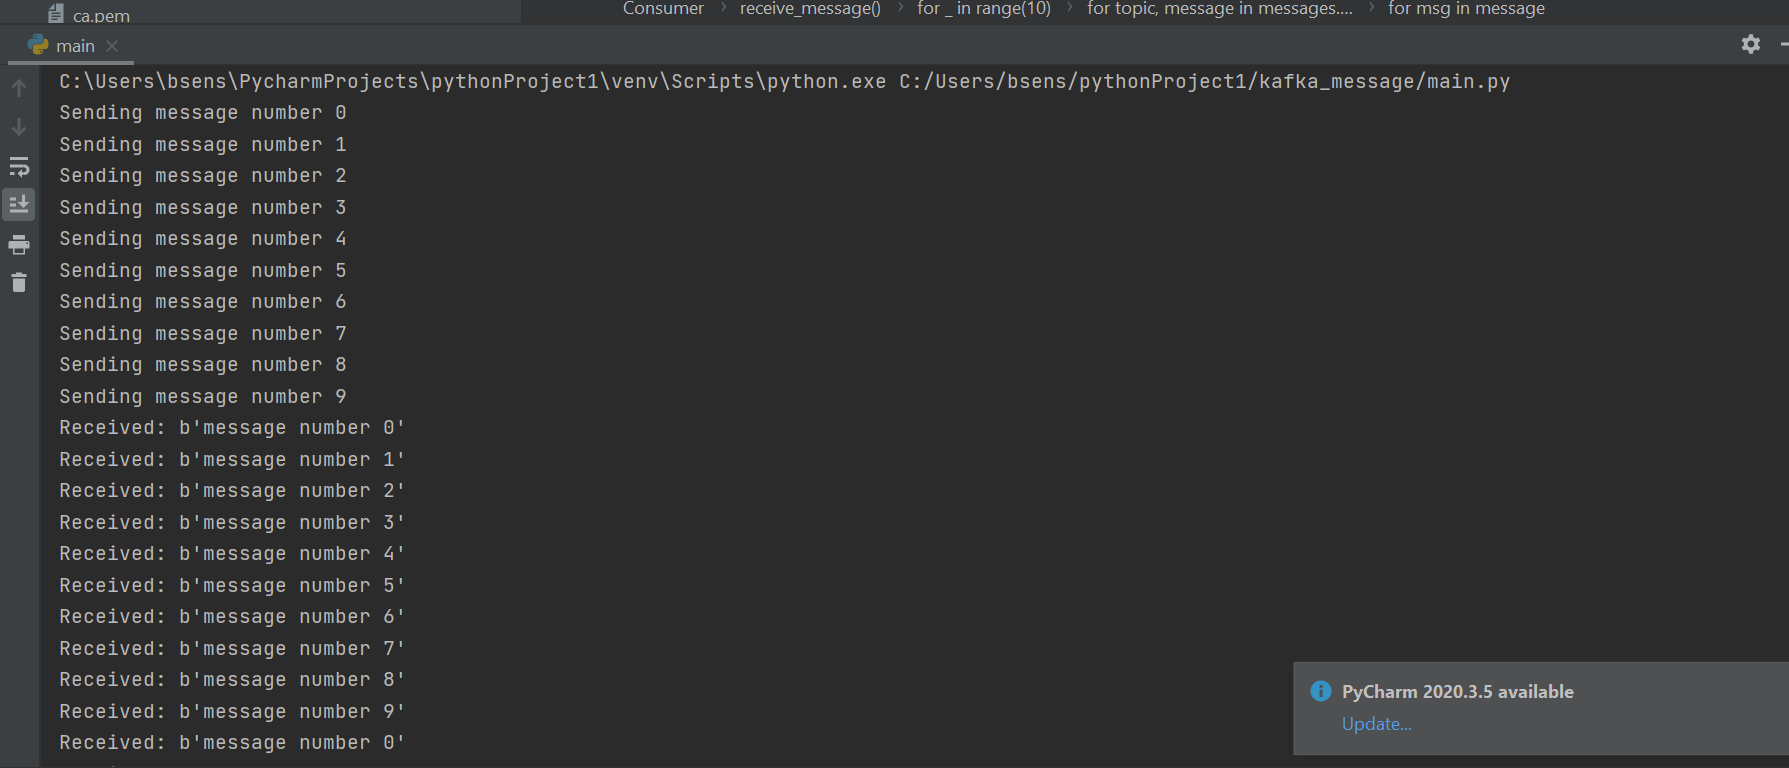 ca.pem
Consumer › receive_message() › for _ in range(10) › for topic, message in messages.... › for msg in message
main
C:\Users\bsens\PycharmProjects\pythonProject1\venv\Scripts\python.exe C:/Users/bsens/pythonProject1/kafka_message/main.py
Sending message number 0
Sending message number 1
Sending message number 2
Sending message number 3
Sending message number 4
Sending message number 5
Sending message number 6
Sending message number 7
Sending message number 8
Sending message number 9
Received: b'message number 0'
Received: b'message number 1'
Received: b'message number 2'
Received: b'message number 3'
Received: b'message number 4'
Received: b'message number 5'
Received: b'message number 6'
Received: b'message number 7'
Received: b'message number 8'
Received: b'message number 9'
Received: b'message number 0'
PyCharm 2020.3.5 available
Update...